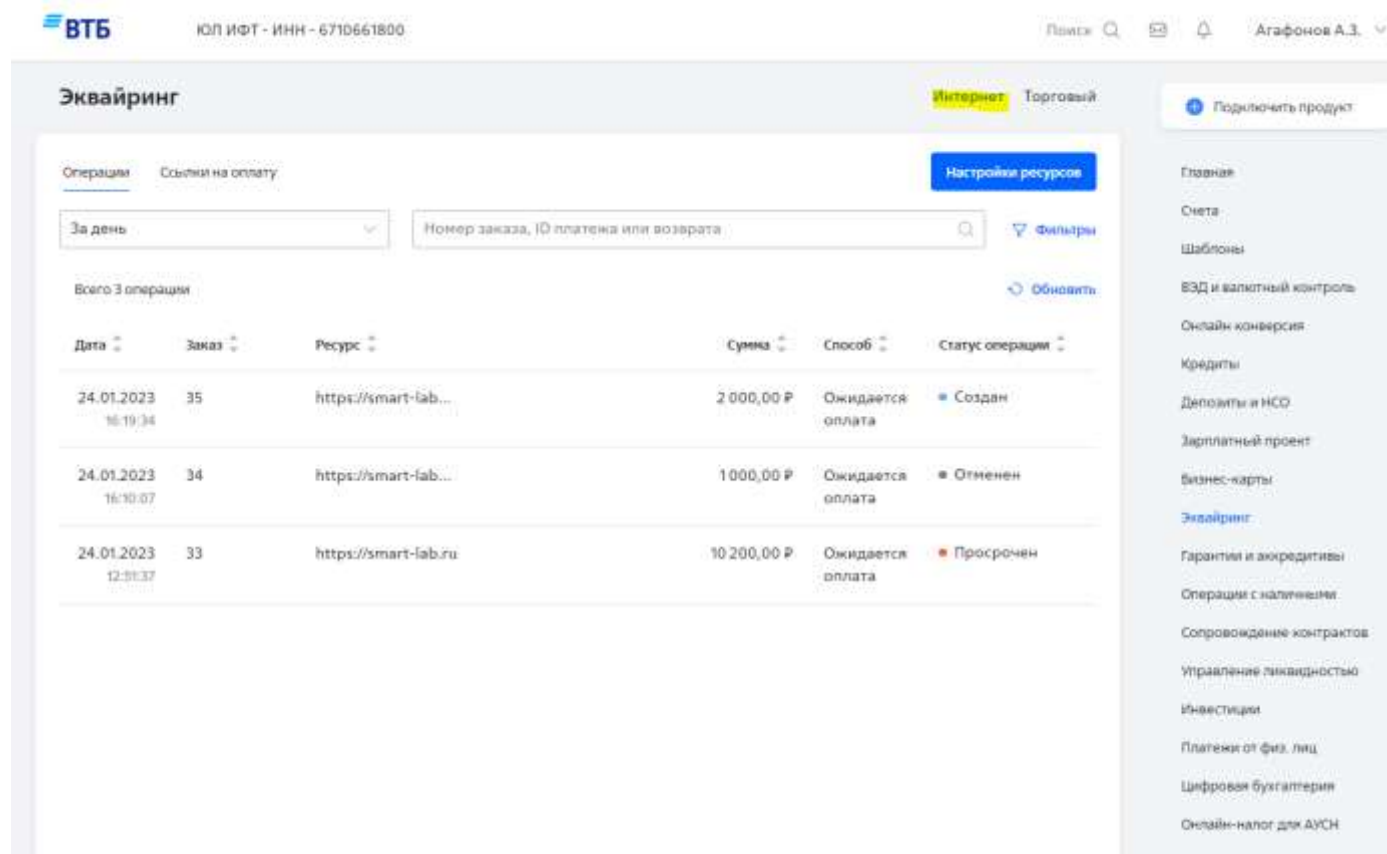 ВТБ ЮЛ ИФТ - ИНН - 6710661800 Поиск Агафонов А.З.
Эквайринг Интернет Торговый
Подключить продукт
Операции Ссылки на оплату Настройки ресурсов
За день Номер заказа, ID платежа или возврата Фильтры
Всего 3 операции Обновить
Дата Заказ Ресурс Сумма Способ Статус операции
24.01.2023 35 https://smart-lab... 2 000,00 ₽ Ожидается Создан
16:19:34 оплата
24.01.2023 34 https://smart-lab... 1 000,00 ₽ Ожидается Отменен
16:10:07 оплата
24.01.2023 33 https://smart-lab.ru 10 200,00 ₽ Ожидается Просрочен
12:51:37 оплата
Главная
Счета
Шаблоны
ВЭД и валютный контроль
Онлайн конверсия
Кредиты
Депозиты и НСО
Зарплатный проект
Бизнес-карты
Эквайринг
Гарантии и аккредитивы
Операции с наличными
Сопровождение контрактов
Управление ликвидностью
Инвестиции
Платежи от физ. лиц
Цифровая бухгалтерия
Онлайн-налог для АУСН